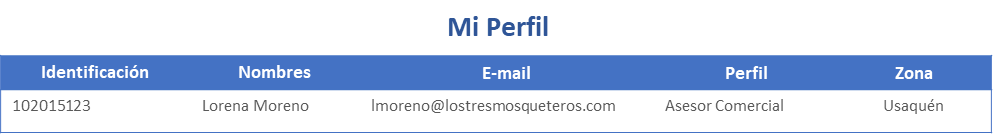 Mi Perfil
Identificación Nombres E-mail Perfil Zona
102015123 Lorena Moreno lmoreno@lostresmosqueteros.com Asesor Comercial Usaquén